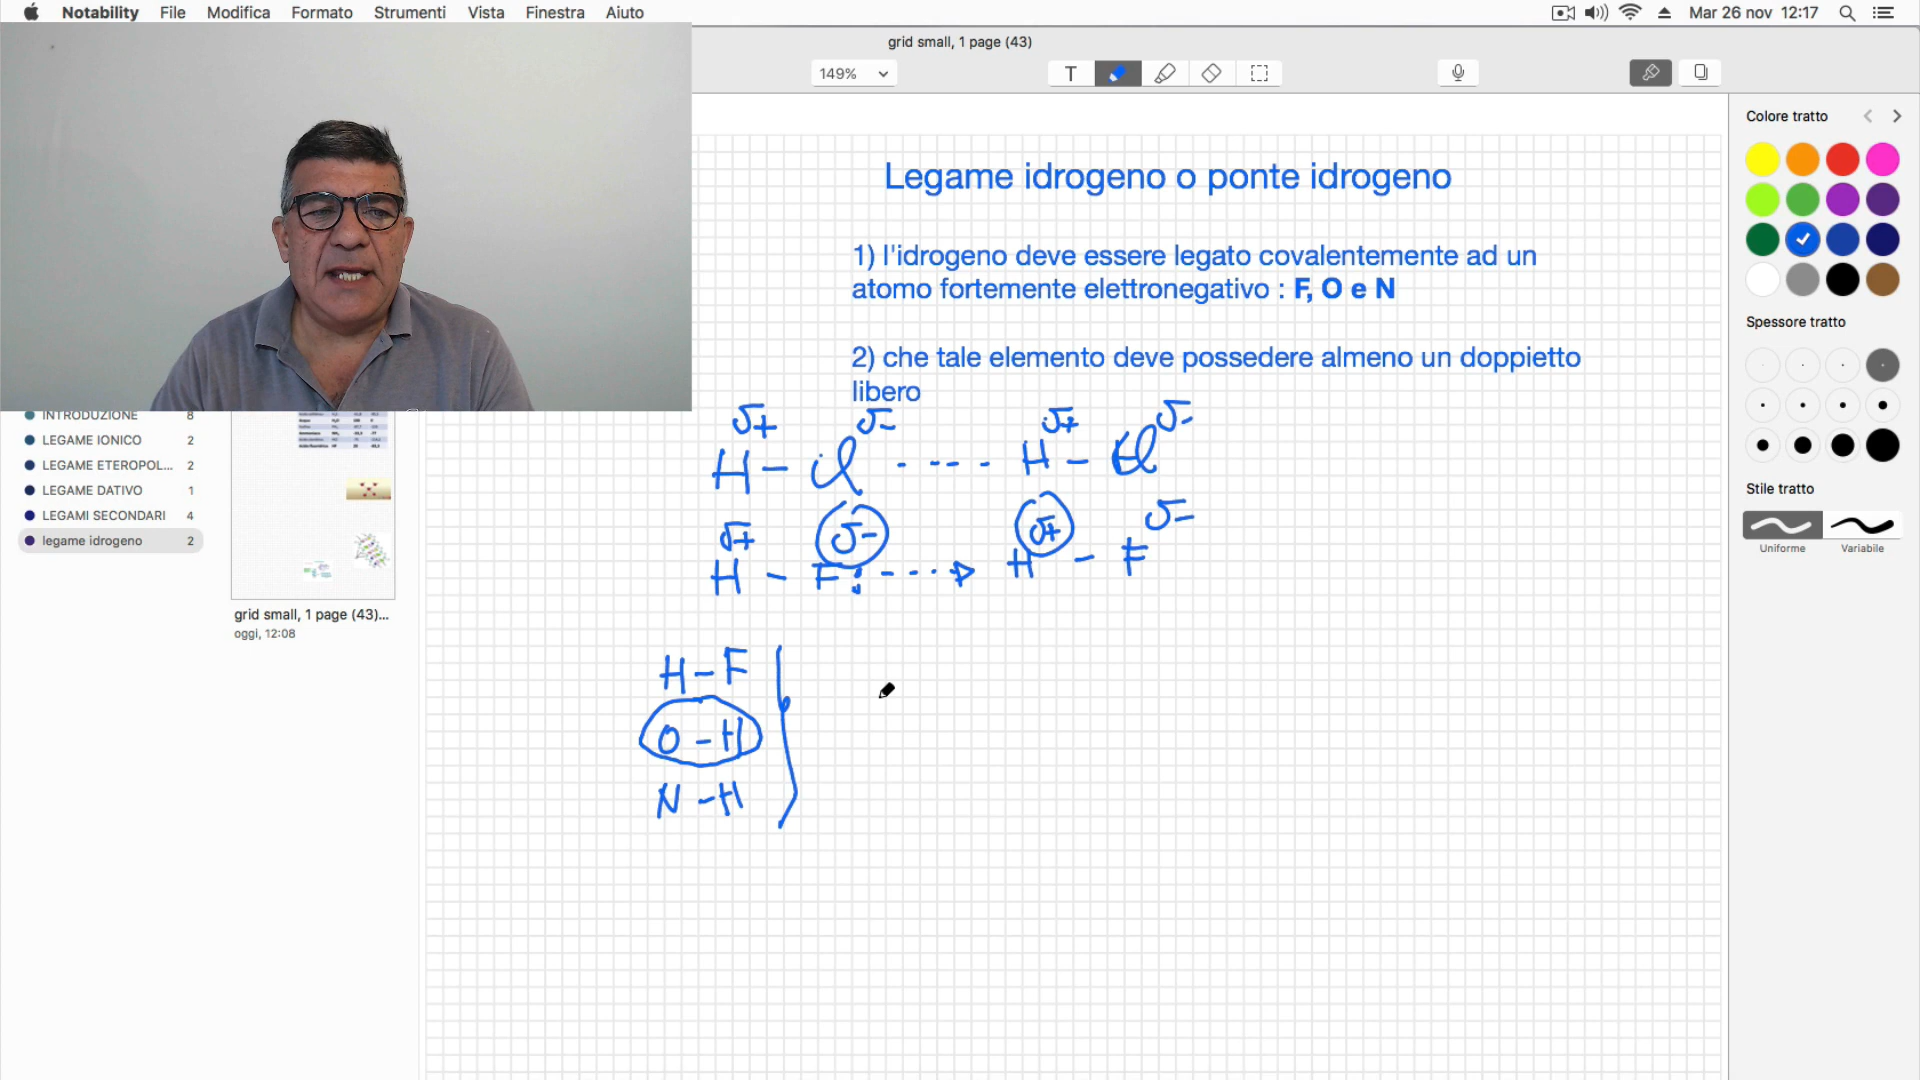 Notability File Modifica Formato Strumenti Vista Finestra Aiuto
Mar 26 nov 12:17
grid small, 1 page (43)
149%
T
Colore tratto
Legame idrogeno o ponte idrogeno
1) l'idrogeno deve essere legato covalentemente ad un
atomo fortemente elettronegativo : F, O e N
2) che tale elemento deve possedere almeno un doppietto
libero
Spessore tratto
Stile tratto
Uniforme Variabile
INTRODUZIONE 8
LEGAME IONICO 2
LEGAME ETEROPOL... 2
LEGAME DATIVO 1
LEGAMI SECONDARI 4
legame idrogeno 2
grid small, 1 page (43)...
oggi, 12:08
δ+ δ- δ+ δ-
H - Cl ---- H - Cl
δ+ δ- δ+ δ-
H - F: ----> H - F
H - F
O - H
N - H